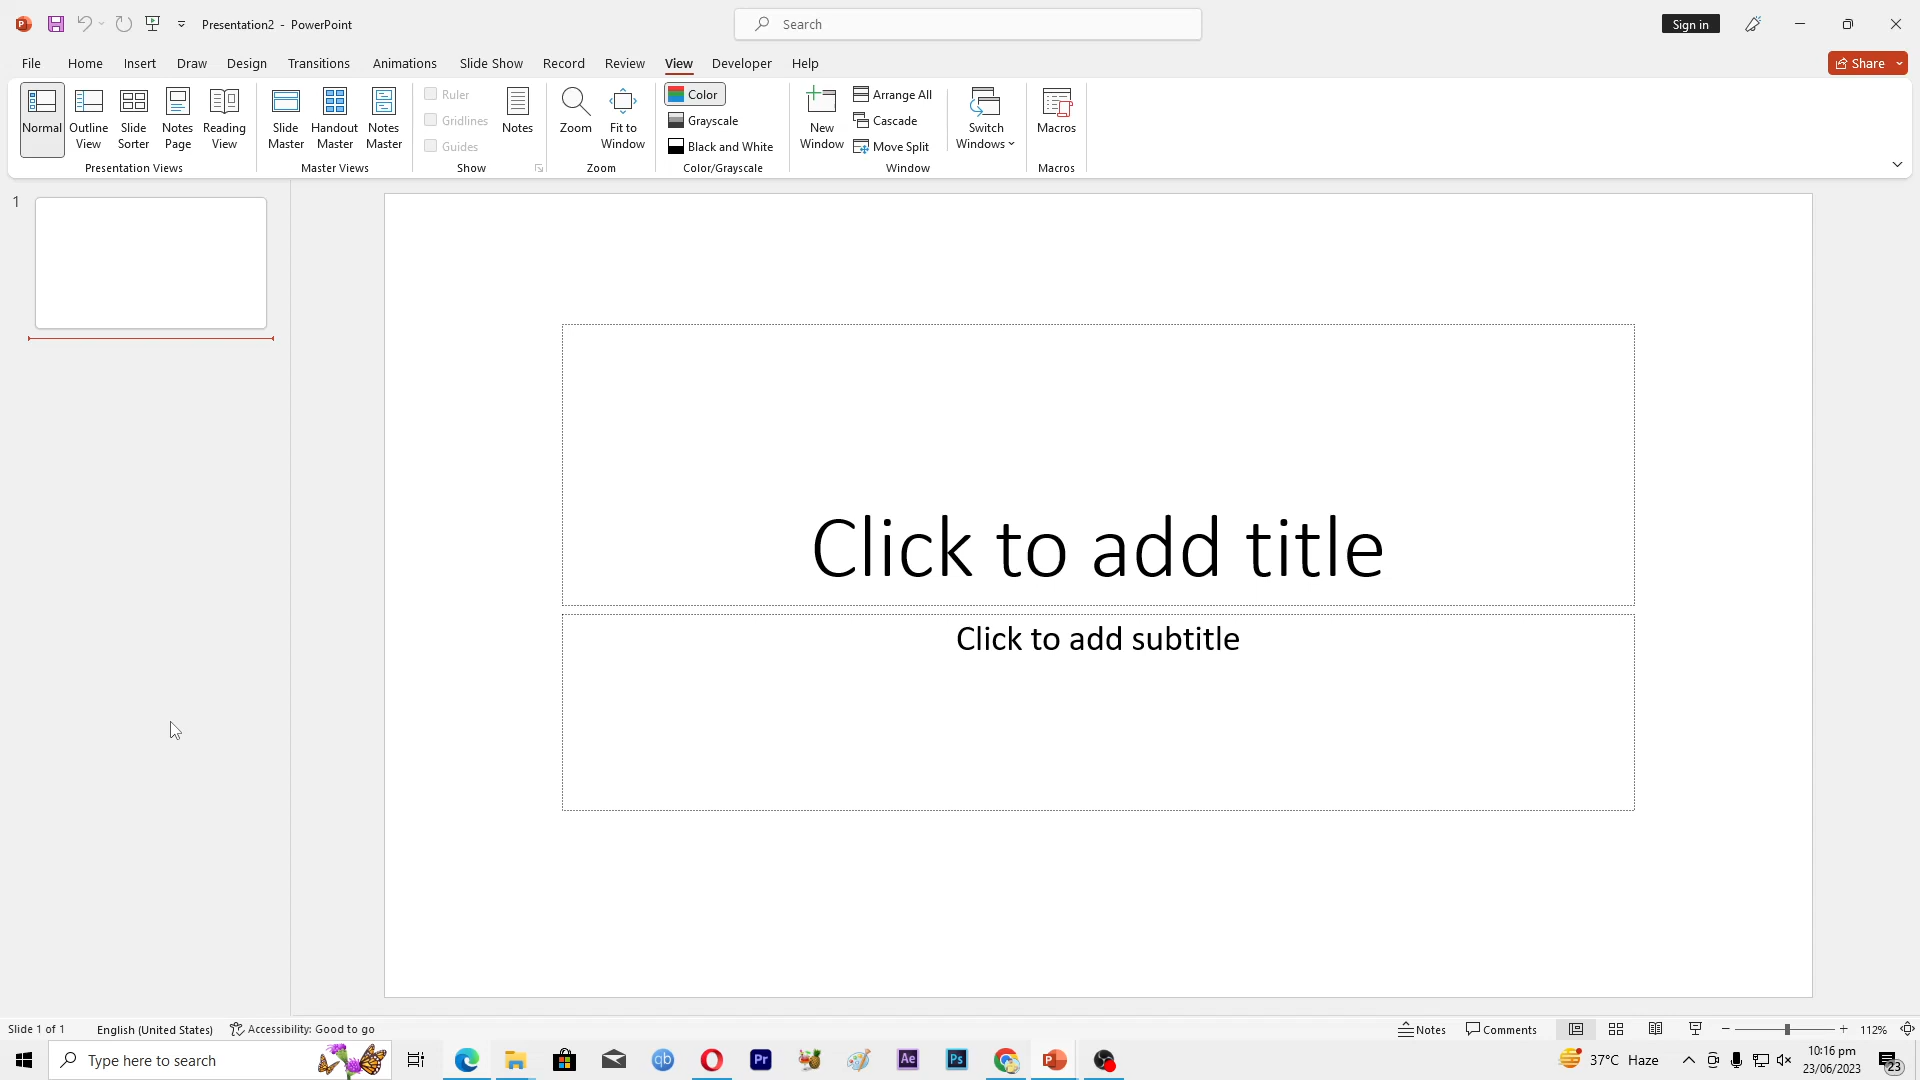 Presentation2 - PowerPoint
Search
Sign in
File Home Insert Draw Design Transitions Animations Slide Show Record Review View Developer Help
Share
Normal
Outline View
Slide Sorter
Notes Page
Reading View
Presentation Views
Slide Master
Handout Master
Notes Master
Master Views
Ruler
Gridlines
Guides
Notes
Show
Zoom
Fit to Window
Zoom
Color
Grayscale
Black and White
Color/Grayscale
New Window
Arrange All
Cascade
Move Split
Switch Windows
Window
Macros
Macros
1
Click to add title
Click to add subtitle
Slide 1 of 1
English (United States)
Accessibility: Good to go
Notes
Comments
112%
Type here to search
qb
Pr
Ae
Ps
37°C Haze
10:16 pm
23/06/2023
23